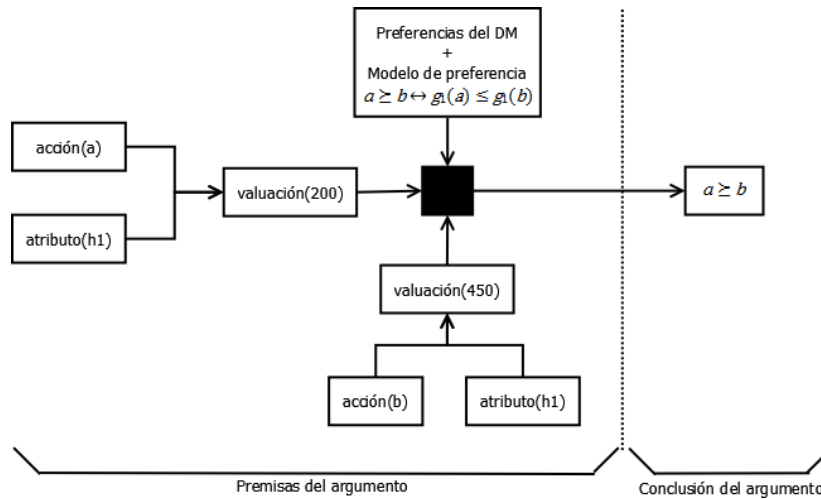 Preferencias del DM
+
Modelo de preferencia
a ⪰ b ↔ g₁(a) ≤ g₁(b)
acción(a)
valuación(200)
a ⪰ b
atributo(h1)
valuación(450)
acción(b)
atributo(h1)
Premisas del argumento
Conclusión del argumento